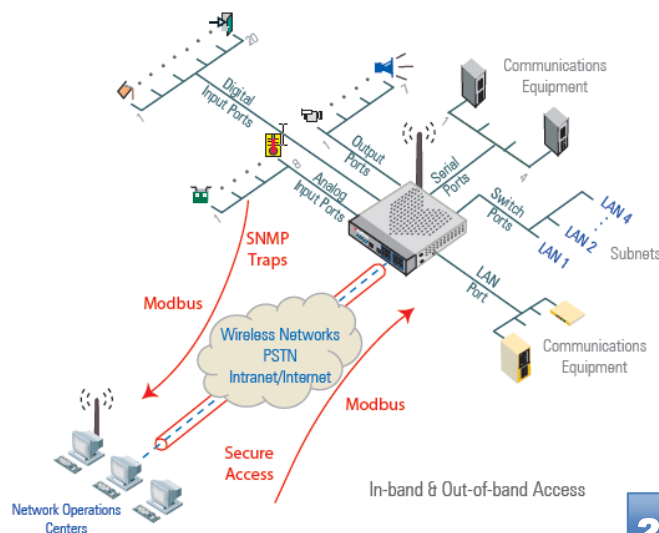 20
Digital
Input Ports
1
7
1
Output
Ports
8
Analog
Input Ports
1
Communications
Equipment
1
4
Serial
Ports
Switch
Ports
LAN 4
LAN 2
LAN 1
Subnets
LAN
Port
Communications
Equipment
SNMP
Traps
Modbus
Wireless Networks
PSTN
Intranet/Internet
Modbus
Secure
Access
In-band & Out-of-band Access
Network Operations
Centers
2